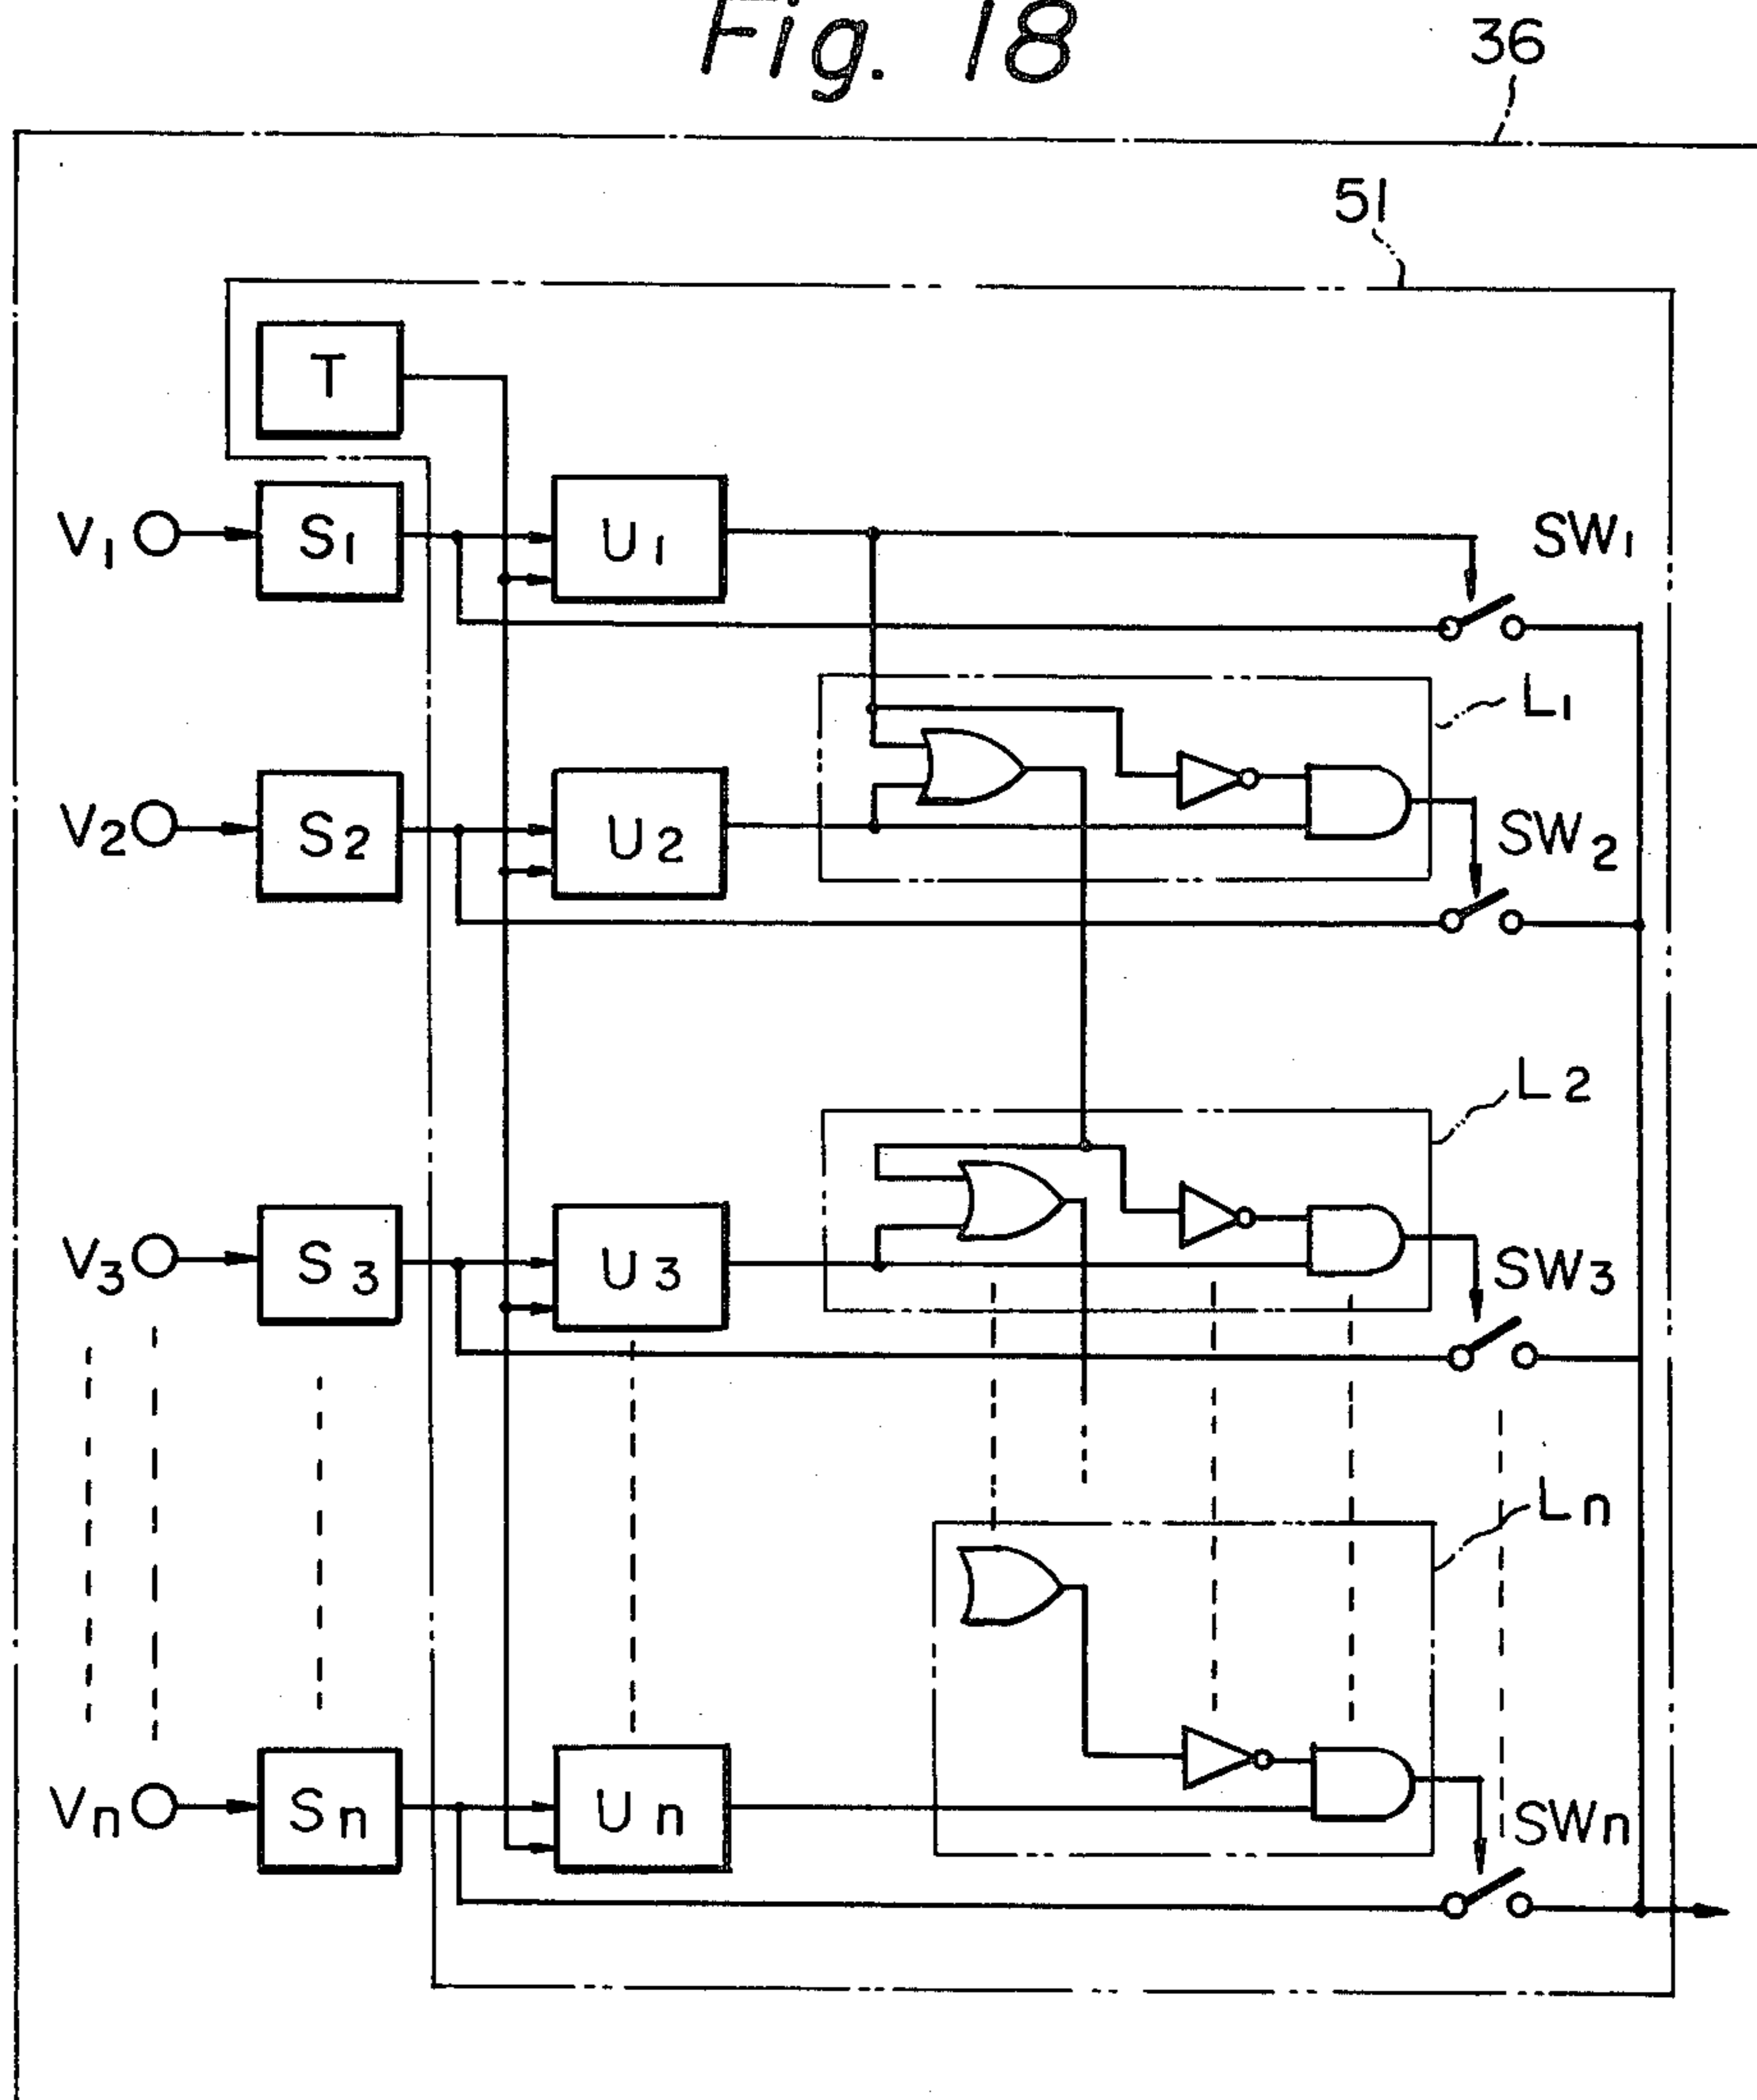 Fig. 18
36
51
T
V1 S1 U1 SW1
L1
V2 S2 U2 SW2
L2
V3 S3 U3 SW3
Ln
Vn Sn Un SWn